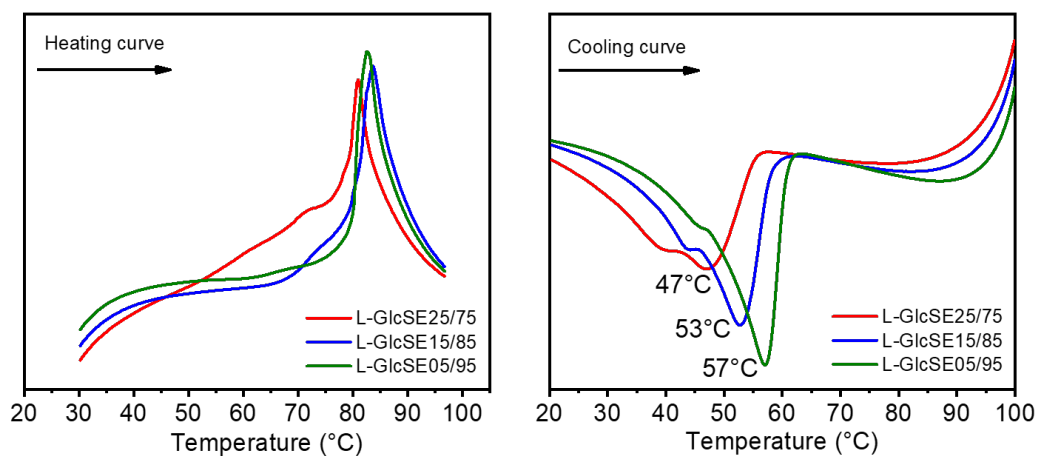 Heating curve
L-GlcSE25/75
L-GlcSE15/85
L-GlcSE05/95
30 40 50 60 70 80 90 100
Temperature (°C)
Cooling curve
47°C
53°C
57°C
L-GlcSE25/75
L-GlcSE15/85
L-GlcSE05/95
20 30 40 50 60 70 80 90 100
Temperature (°C)